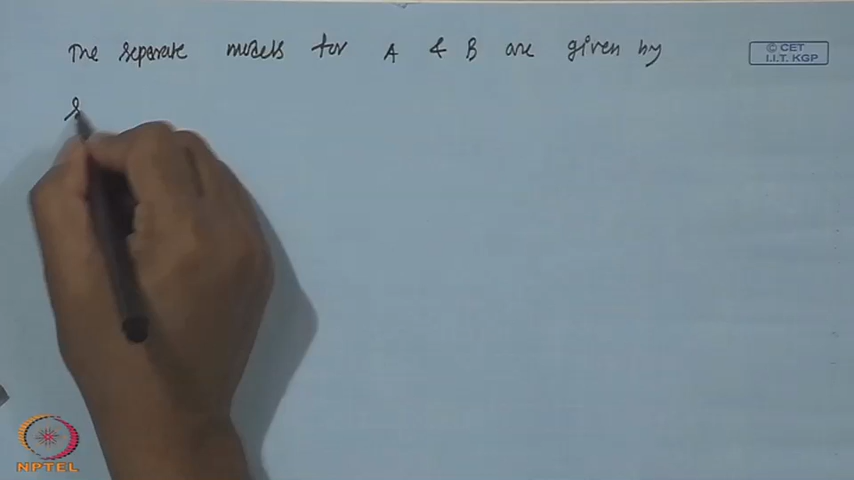 The separate models for A & B are given by
© CET
I.I.T. KGP
NPTEL